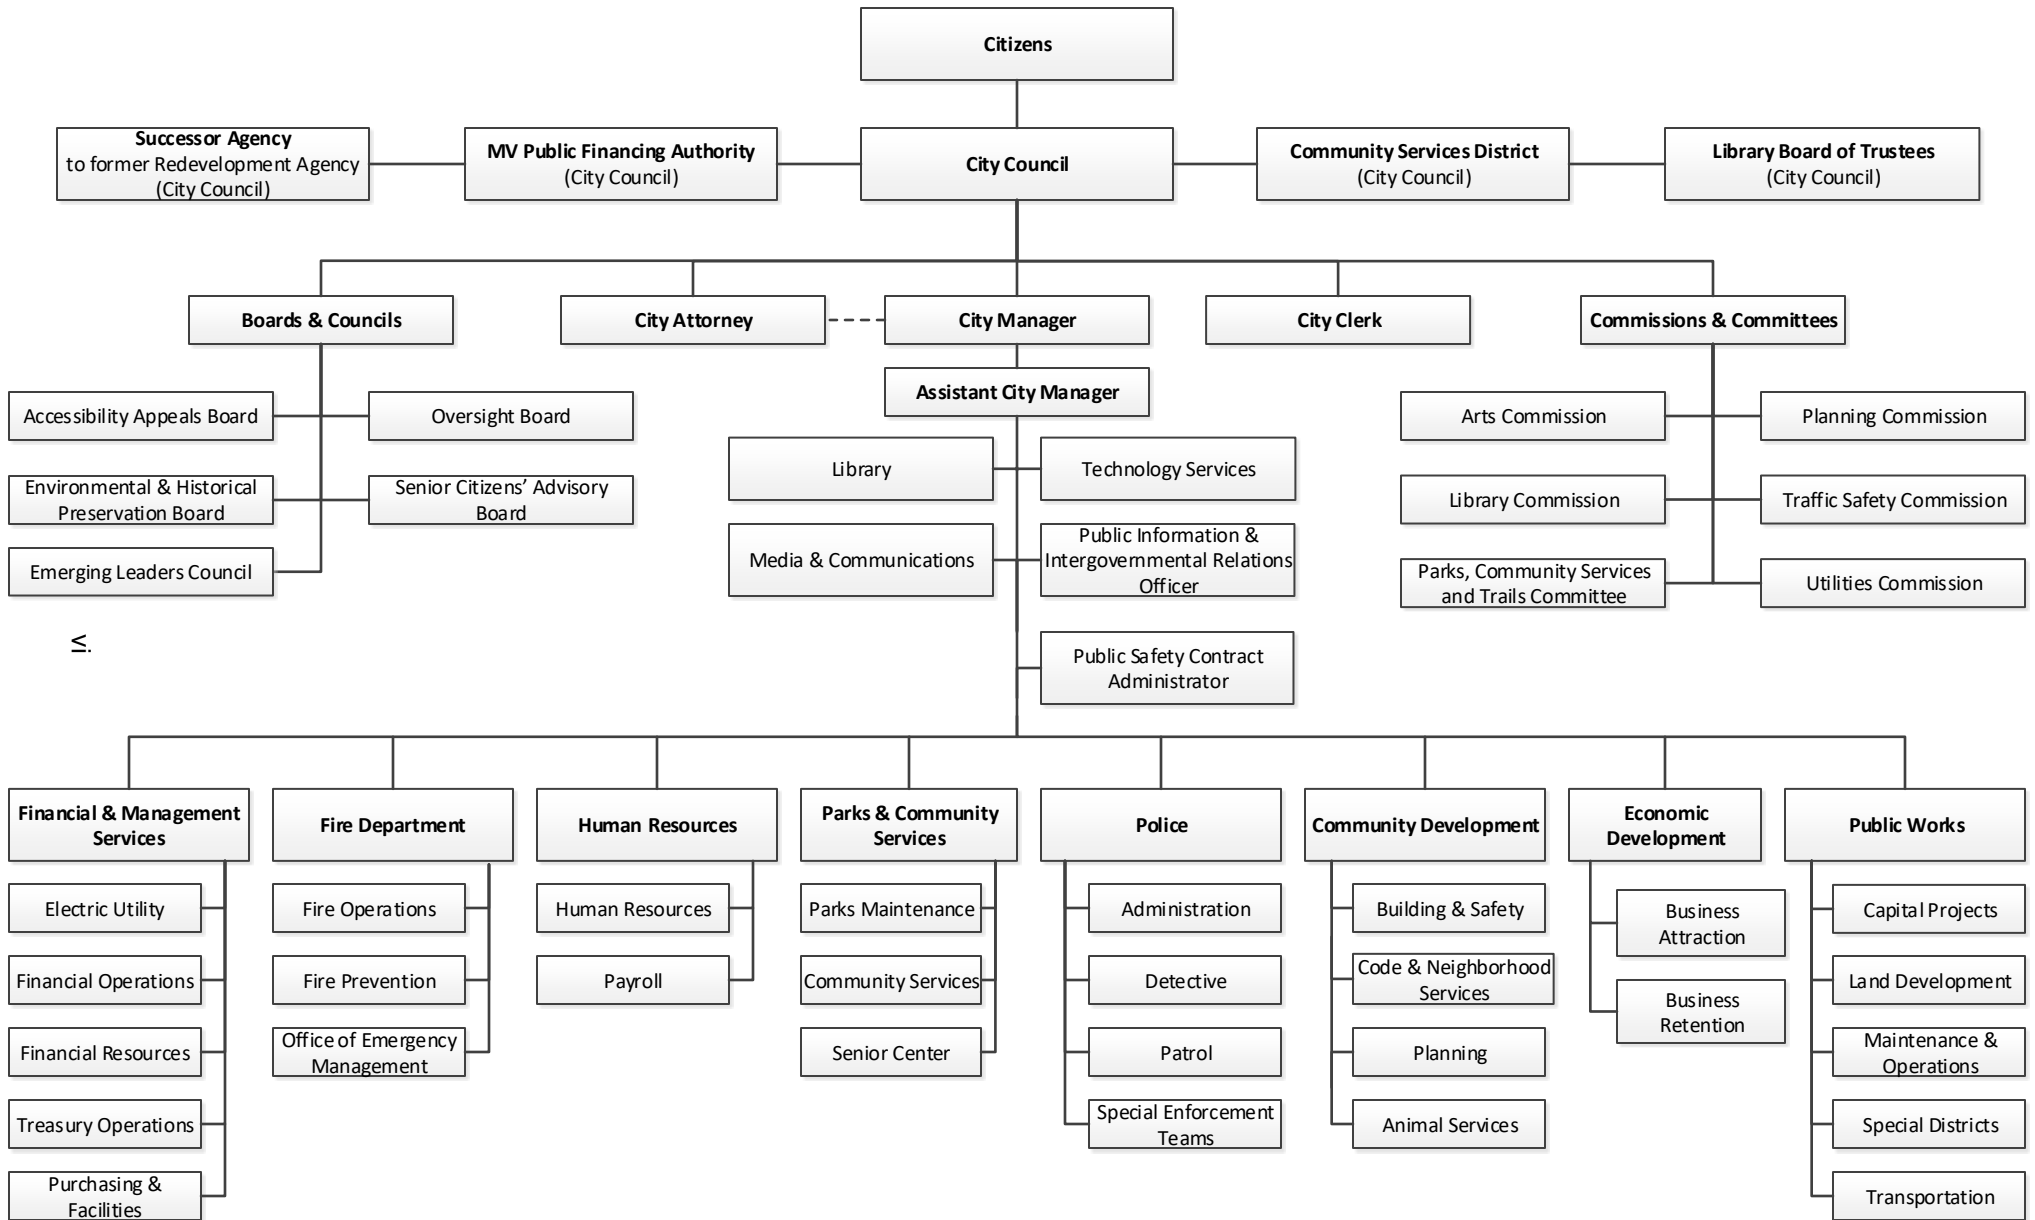 Citizens
Successor Agency
to former Redevelopment Agency
(City Council)
MV Public Financing Authority
(City Council)
City Council
Community Services District
(City Council)
Library Board of Trustees
(City Council)
Boards & Councils
City Attorney
City Manager
City Clerk
Commissions & Committees
Assistant City Manager
Accessibility Appeals Board
Oversight Board
Environmental & Historical
Preservation Board
Senior Citizens’ Advisory
Board
Emerging Leaders Council
Library
Technology Services
Media & Communications
Public Information &
Intergovernmental Relations
Officer
Public Safety Contract
Administrator
Arts Commission
Planning Commission
Library Commission
Traffic Safety Commission
Parks, Community Services
and Trails Committee
Utilities Commission
≤.
Financial & Management
Services
Electric Utility
Financial Operations
Financial Resources
Treasury Operations
Purchasing &
Facilities
Fire Department
Fire Operations
Fire Prevention
Office of Emergency
Management
Human Resources
Human Resources
Payroll
Parks & Community
Services
Parks Maintenance
Community Services
Senior Center
Police
Administration
Detective
Patrol
Special Enforcement
Teams
Community Development
Building & Safety
Code & Neighborhood
Services
Planning
Animal Services
Economic
Development
Business
Attraction
Business
Retention
Public Works
Capital Projects
Land Development
Maintenance &
Operations
Special Districts
Transportation